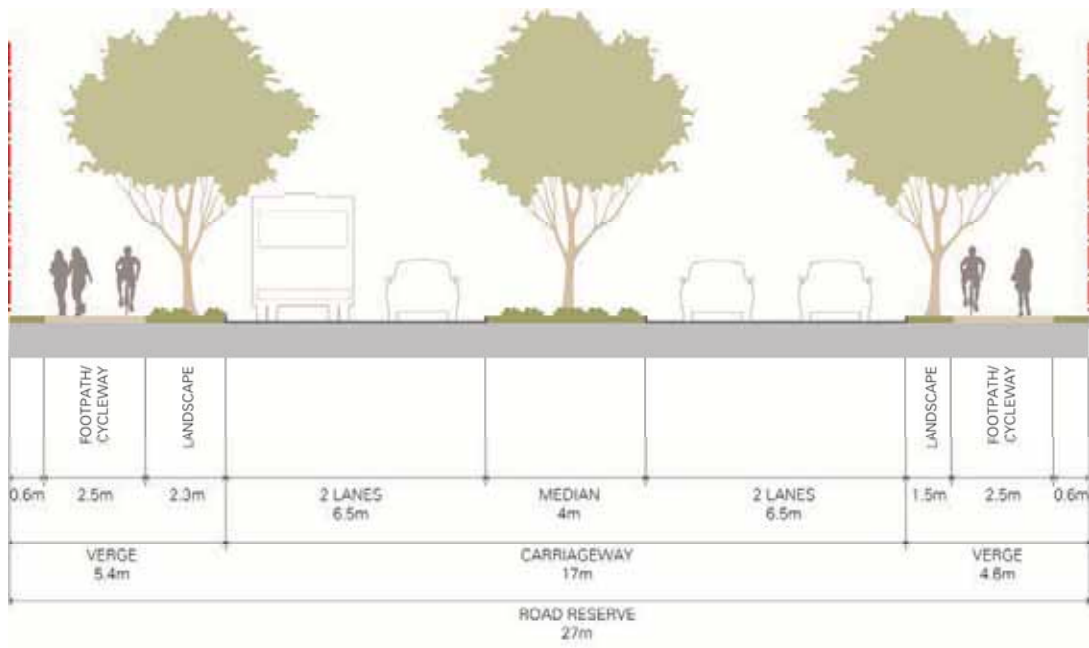 FOOTPATH/
CYCLEWAY
LANDSCAPE
LANDSCAPE
FOOTPATH/
CYCLEWAY
0.6m 2.5m 2.3m 2 LANES MEDIAN 2 LANES 1.5m 2.5m 0.6m
6.5m 4m 6.5m
VERGE CARRIAGEWAY VERGE
5.4m 17m 4.6m
ROAD RESERVE
27m